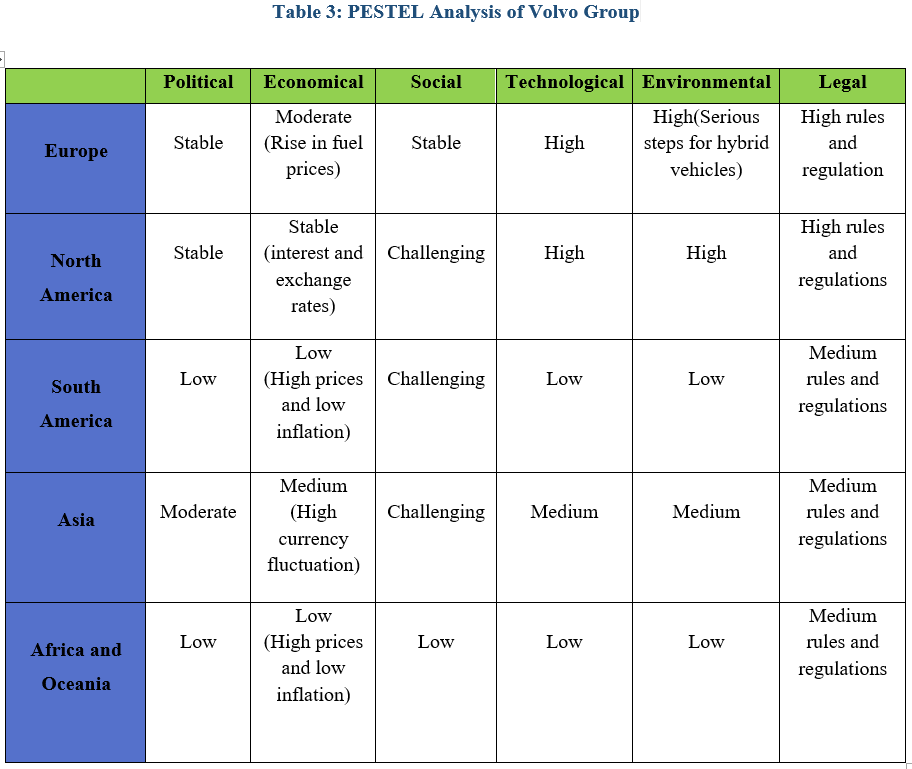 Table 3: PESTEL Analysis of Volvo Group
Political Economical Social Technological Environmental Legal
Europe
Stable
Moderate
(Rise in fuel
prices)
Stable
High
High(Serious
steps for hybrid
vehicles)
High rules
and
regulation
North
America
Stable
Stable
(interest and
exchange
rates)
Challenging
High
High
High rules
and
regulations
South
America
Low
Low
(High prices
and low
inflation)
Challenging
Low
Low
Medium
rules and
regulations
Asia
Moderate
Medium
(High
currency
fluctuation)
Challenging
Medium
Medium
Medium
rules and
regulations
Africa and
Oceania
Low
Low
(High prices
and low
inflation)
Low
Low
Low
Medium
rules and
regulations